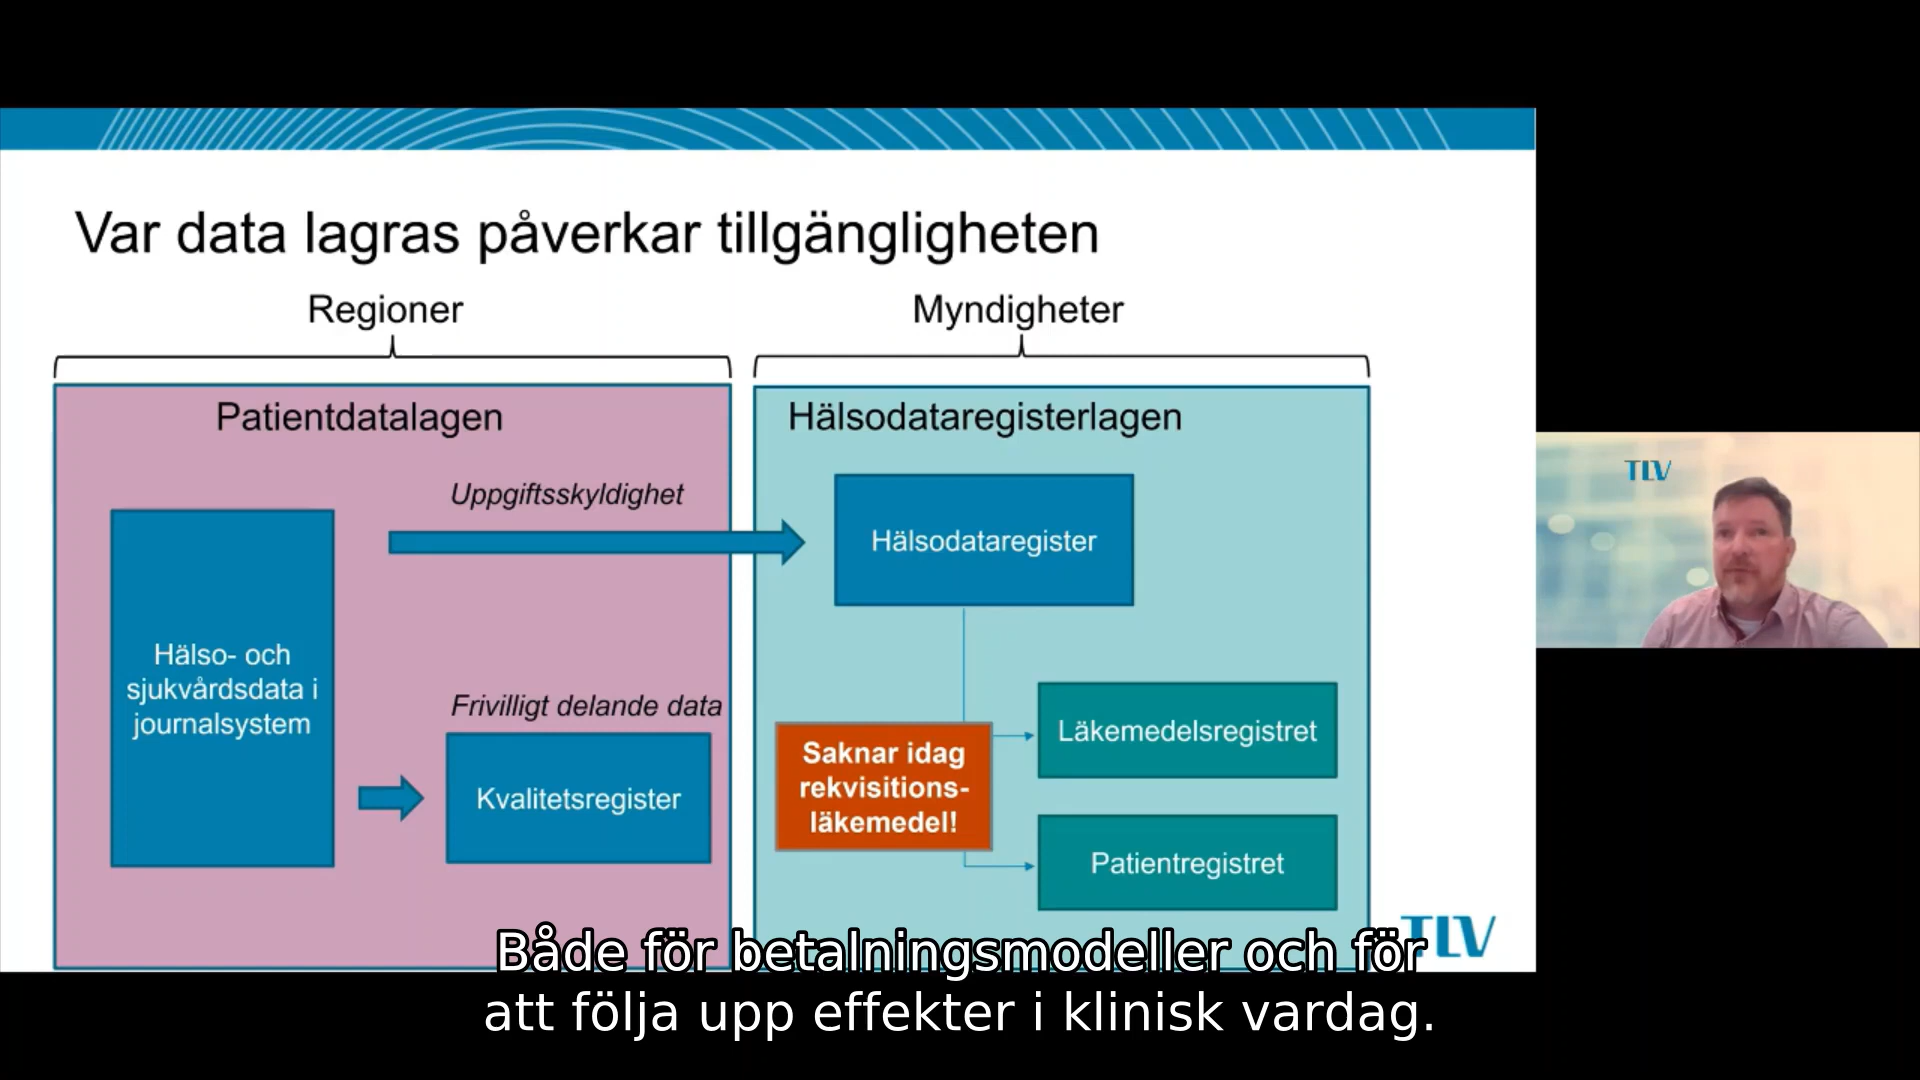 Var data lagras påverkar tillgängligheten
Regioner
Myndigheter
Patientdatalagen
Hälsodataregisterlagen
Uppgiftsskyldighet
Hälsodataregister
Hälso- och
sjukvårdsdata i
journalsystem
Frivilligt delande data
Kvalitetsregister
Saknar idag
rekvisitions-
läkemedel!
Läkemedelsregistret
Patientregistret
TLV
TLV
Både för betalningsmodeller och för
att följa upp effekter i klinisk vardag.